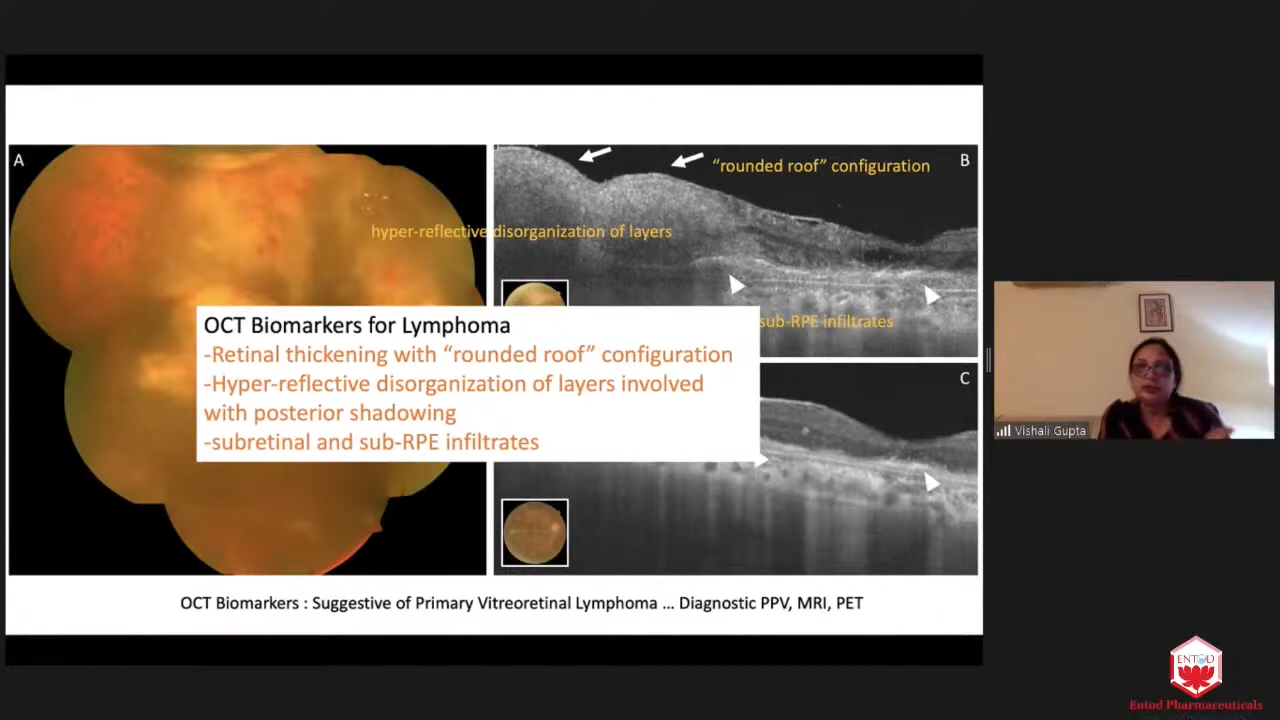 A
B
"rounded roof" configuration
hyper-reflective disorganization of layers
sub-RPE infiltrates
C
OCT Biomarkers for Lymphoma
-Retinal thickening with "rounded roof" configuration
-Hyper-reflective disorganization of layers involved
with posterior shadowing
-subretinal and sub-RPE infiltrates
OCT Biomarkers : Suggestive of Primary Vitreoretinal Lymphoma ... Diagnostic PPV, MRI, PET
Vishali Gupta
ENTOD
Entod Pharmaceuticals